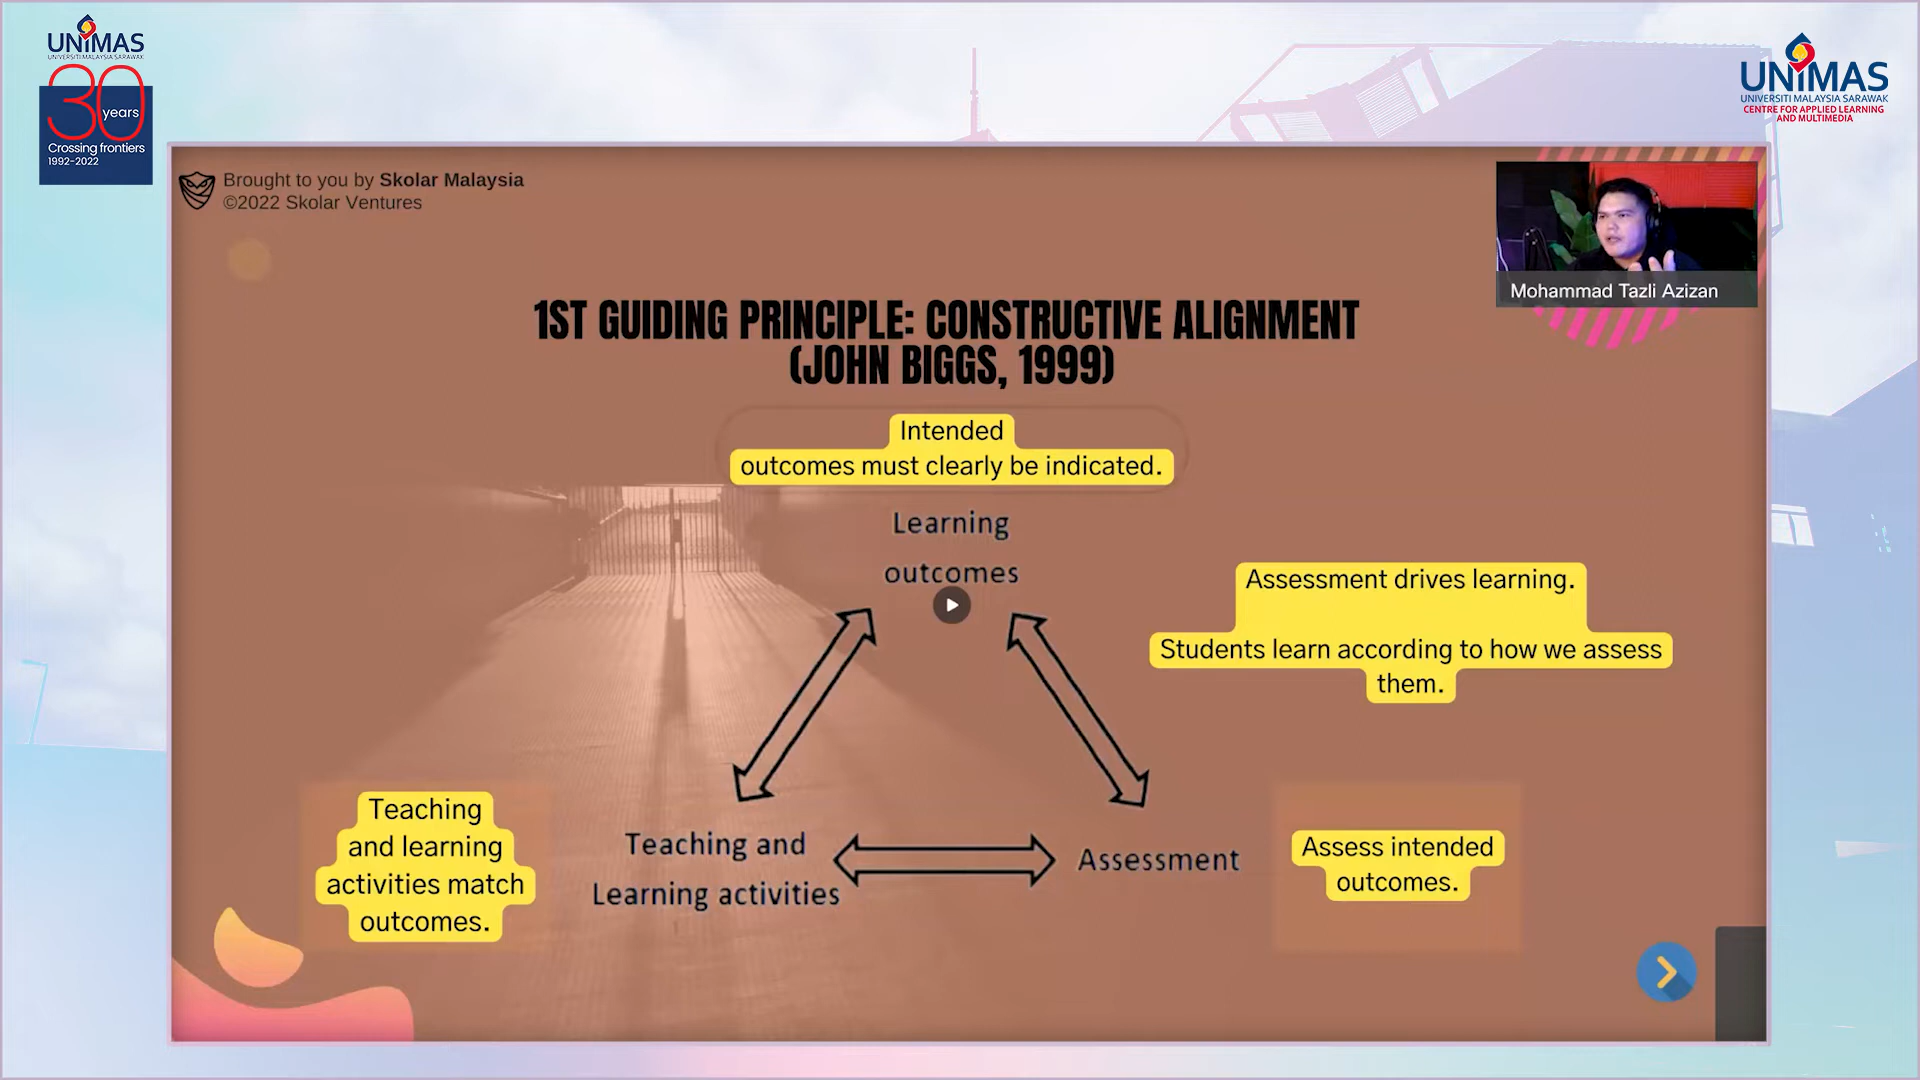 UNIMAS
UNIVERSITI MALAYSIA SARAWAK
30
years
Crossing frontiers
1992-2022
UNIMAS
UNIVERSITI MALAYSIA SARAWAK
CENTRE FOR APPLIED LEARNING
AND MULTIMEDIA
Brought to you by Skolar Malaysia
©2022 Skolar Ventures
Mohammad Tazli Azizan
1ST GUIDING PRINCIPLE: CONSTRUCTIVE ALIGNMENT
(JOHN BIGGS, 1999)
Intended
outcomes must clearly be indicated.
Learning
outcomes
Assessment drives learning.
Students learn according to how we assess
them.
Teaching
and learning
activities match
outcomes.
Teaching and
Learning activities
Assessment
Assess intended
outcomes.